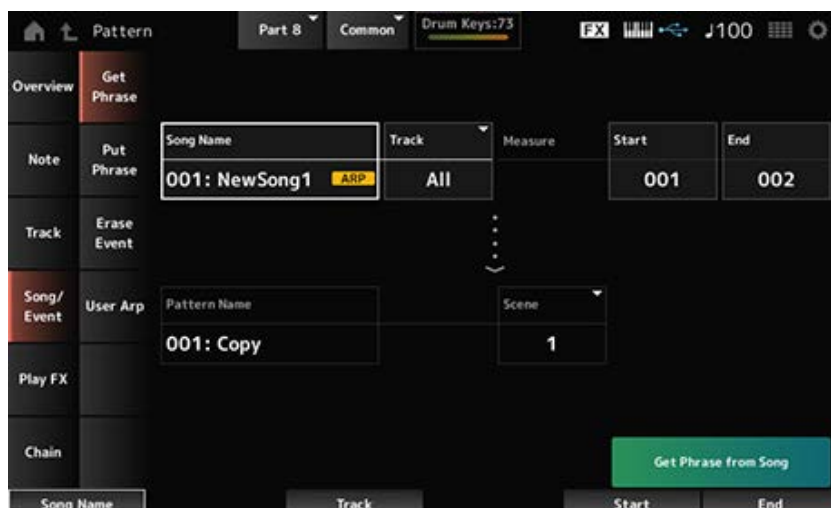 Pattern
Part 8
Common
Drum Keys:73
FX
♩100
Overview
Get
Phrase
Note
Put
Phrase
Song Name
Track
Measure
Start
End
001: NewSong1
ARP
All
001
002
Track
Erase
Event
Song/
Event
User Arp
Pattern Name
Scene
001: Copy
1
Play FX
Chain
Get Phrase from Song
Song Name
Track
Start
End